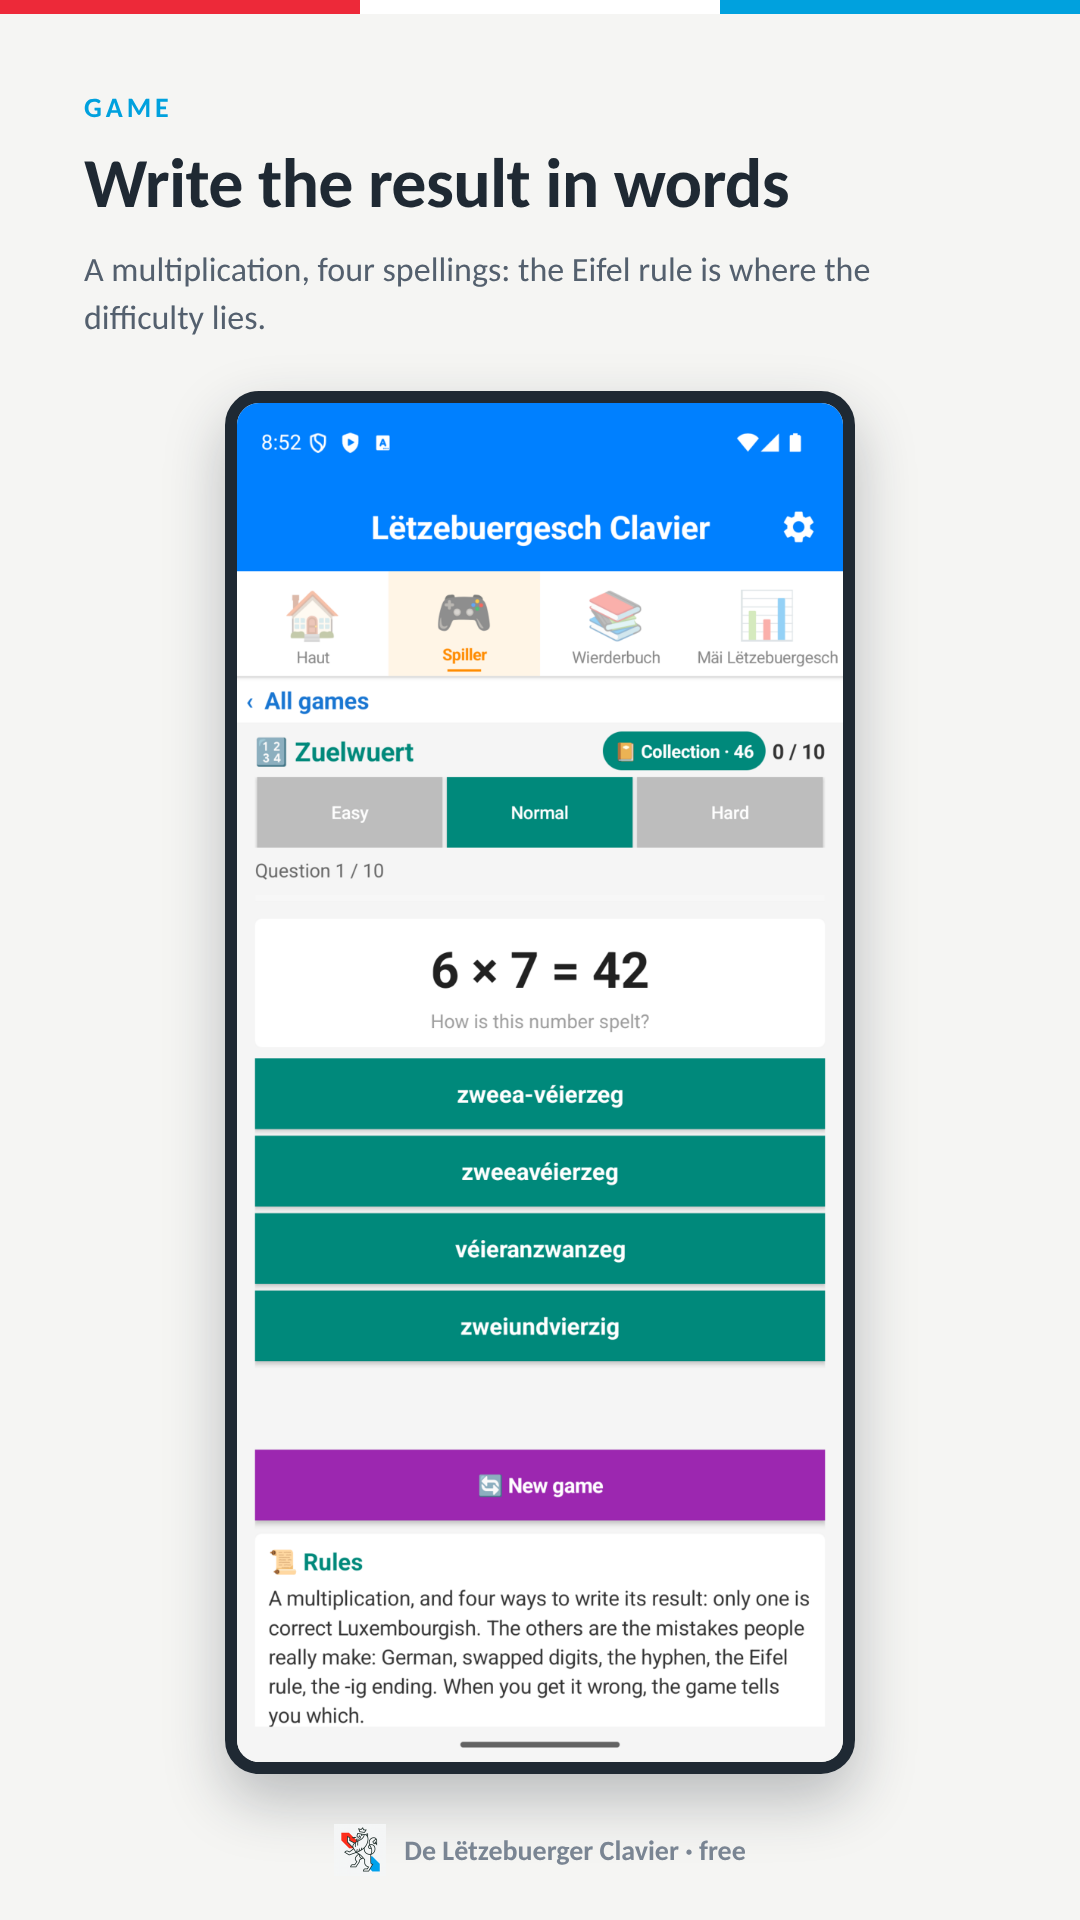 GAME
Write the result in words
A multiplication, four spellings: the Eifel rule is where the
difficulty lies.
8:52
Lëtzebuergesch Clavier
Haut
Spiller
Wierderbuch
Mäi Lëtzebuergesch
‹ All games
Zuelwuert
Collection · 46
0 / 10
Easy
Normal
Hard
Question 1 / 10
6 × 7 = 42
How is this number spelt?
zweea-véierzeg
zweeavéierzeg
véieranzwanzeg
zweiundvierzig
New game
Rules
A multiplication, and four ways to write its result: only one is
correct Luxembourgish. The others are the mistakes people
really make: German, swapped digits, the hyphen, the Eifel
rule, the -ig ending. When you get it wrong, the game tells
you which.
De Lëtzebuerger Clavier · free